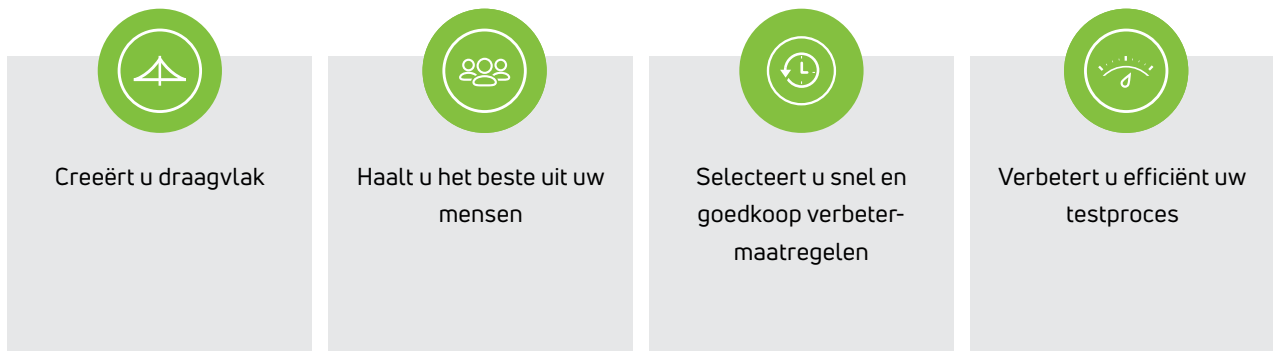 Creeërt u draagvlak
Haalt u het beste uit uw
mensen
Selecteert u snel en
goedkoop verbeter-
maatregelen
Verbetert u efficiënt uw
testproces